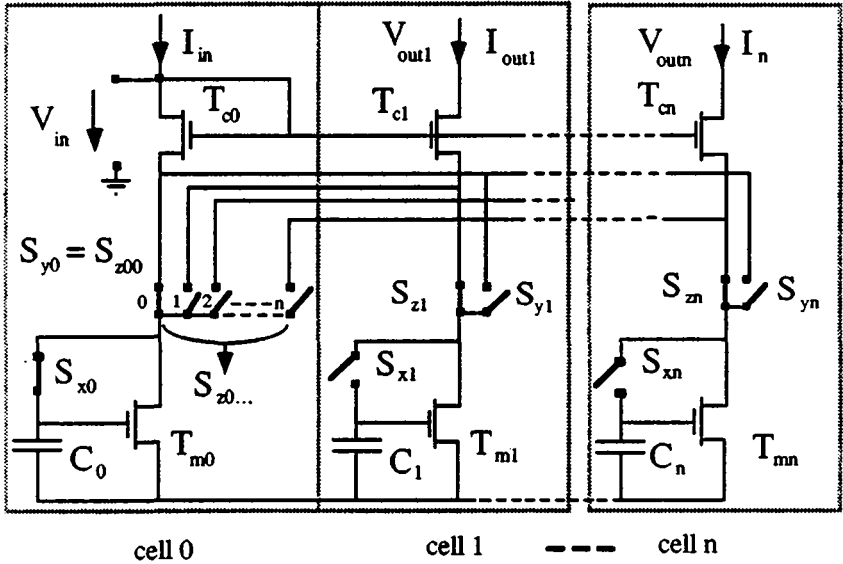 I_in V_out1 I_out1 V_outn I_n
T_c0 T_c1 T_cn
V_in
S_y0 = S_z00
0 1 2 n
S_z1 S_y1 S_zn S_yn
S_x0 S_z0... S_x1 S_xn
C_0 T_m0 C_1 T_m1 C_n T_mn
cell 0 cell 1 cell n